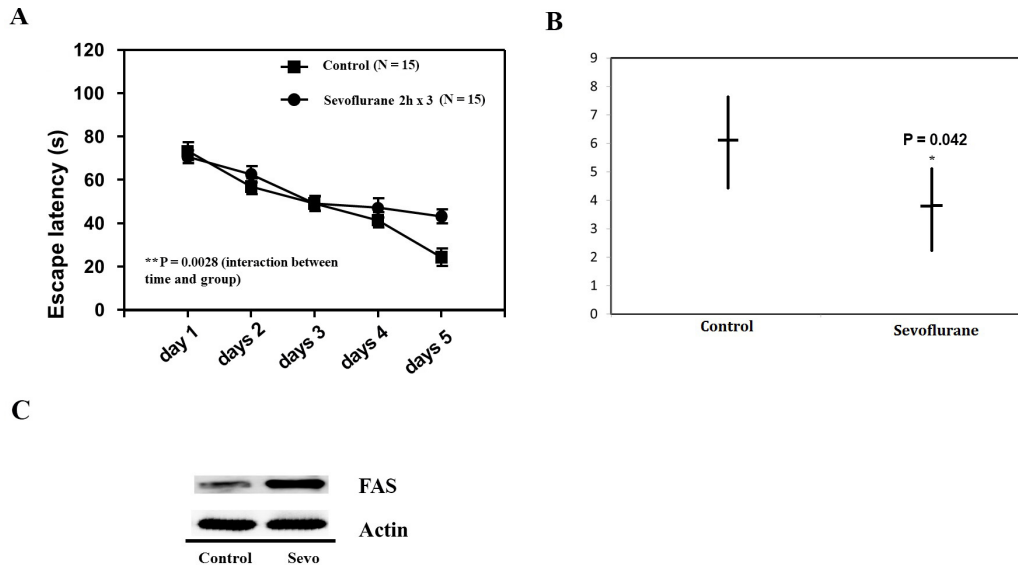 A
Escape latency (s)
120
100
80
60
40
20
0
Control (N = 15)
Sevoflurane 2h x 3 (N = 15)
**P = 0.0028 (interaction between
time and group)
day 1
days 2
days 3
days 4
days 5
B
9
8
7
6
5
4
3
2
1
0
P = 0.042
*
Control
Sevoflurane
C
FAS
Actin
Control Sevo